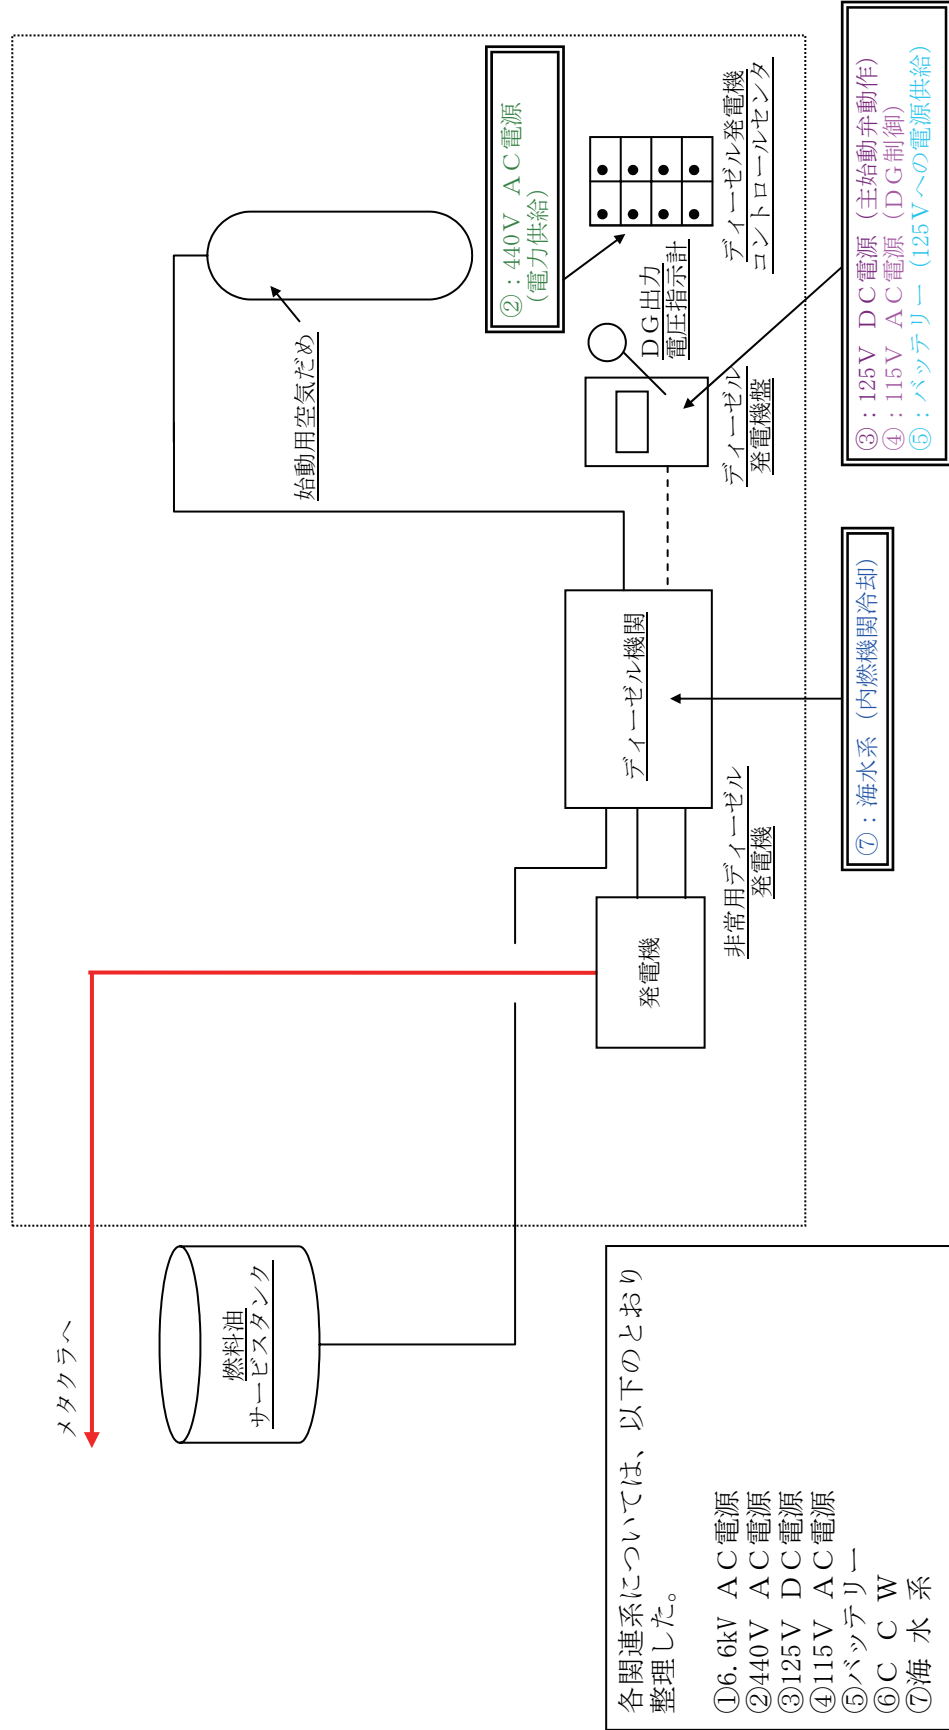 メタクラへ
燃料油
サービスタンク
始動用空気だめ
②：440V AC電源
(電力供給)
ディーゼル発電機
コントロールセンタ
DG出力
電圧指示計
ディーゼル
発電機盤
ディーゼル機関
発電機
非常用ディーゼル
発電機
③：125V DC電源（主始動弁動作）
④：115V AC電源（DG制御）
⑤：バッテリー（125Vへの電源供給）
⑦：海水系（内燃機関冷却）
各関連系については、以下のとおり
整理した。
①6.6kV AC電源
②440V AC電源
③125V DC電源
④115V AC電源
⑤バッテリー
⑥C C W
⑦海 水 系